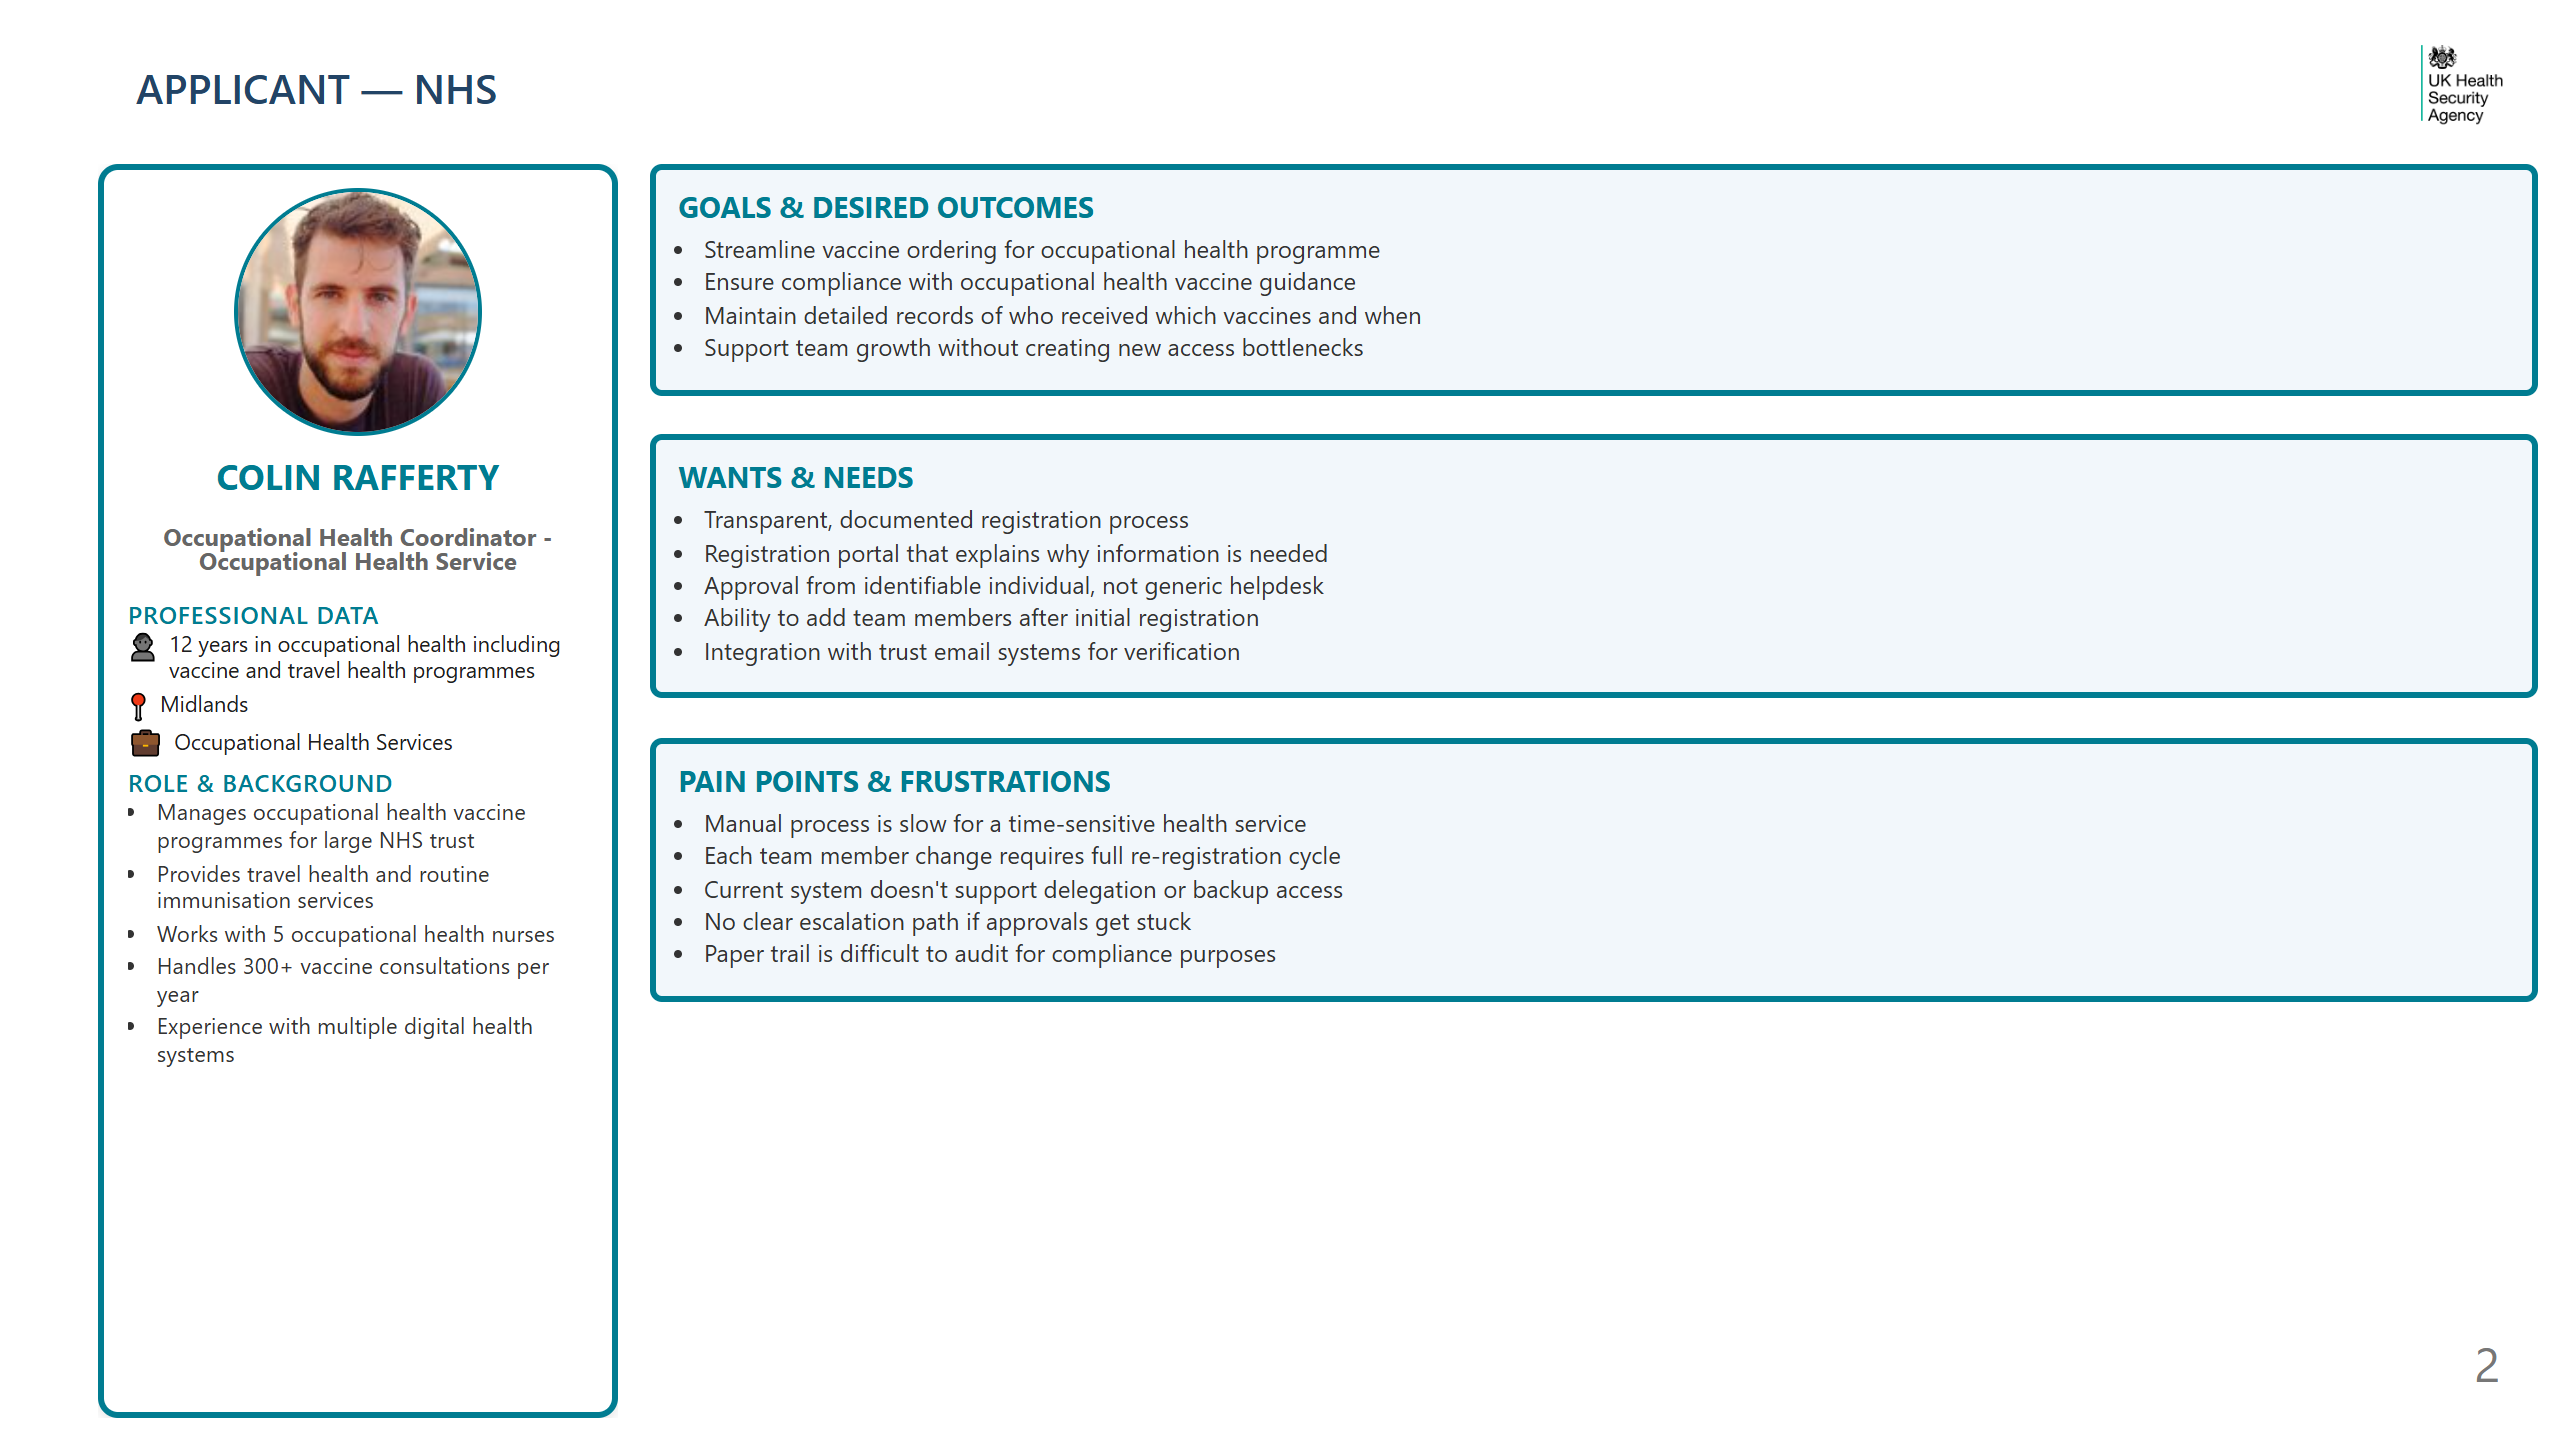 APPLICANT — NHS
UK Health
Security
Agency
COLIN RAFFERTY
Occupational Health Coordinator -
Occupational Health Service
PROFESSIONAL DATA
12 years in occupational health including
vaccine and travel health programmes
Midlands
Occupational Health Services
ROLE & BACKGROUND
• Manages occupational health vaccine
programmes for large NHS trust
• Provides travel health and routine
immunisation services
• Works with 5 occupational health nurses
• Handles 300+ vaccine consultations per
year
• Experience with multiple digital health
systems
GOALS & DESIRED OUTCOMES
• Streamline vaccine ordering for occupational health programme
• Ensure compliance with occupational health vaccine guidance
• Maintain detailed records of who received which vaccines and when
• Support team growth without creating new access bottlenecks
WANTS & NEEDS
• Transparent, documented registration process
• Registration portal that explains why information is needed
• Approval from identifiable individual, not generic helpdesk
• Ability to add team members after initial registration
• Integration with trust email systems for verification
PAIN POINTS & FRUSTRATIONS
• Manual process is slow for a time-sensitive health service
• Each team member change requires full re-registration cycle
• Current system doesn't support delegation or backup access
• No clear escalation path if approvals get stuck
• Paper trail is difficult to audit for compliance purposes
2